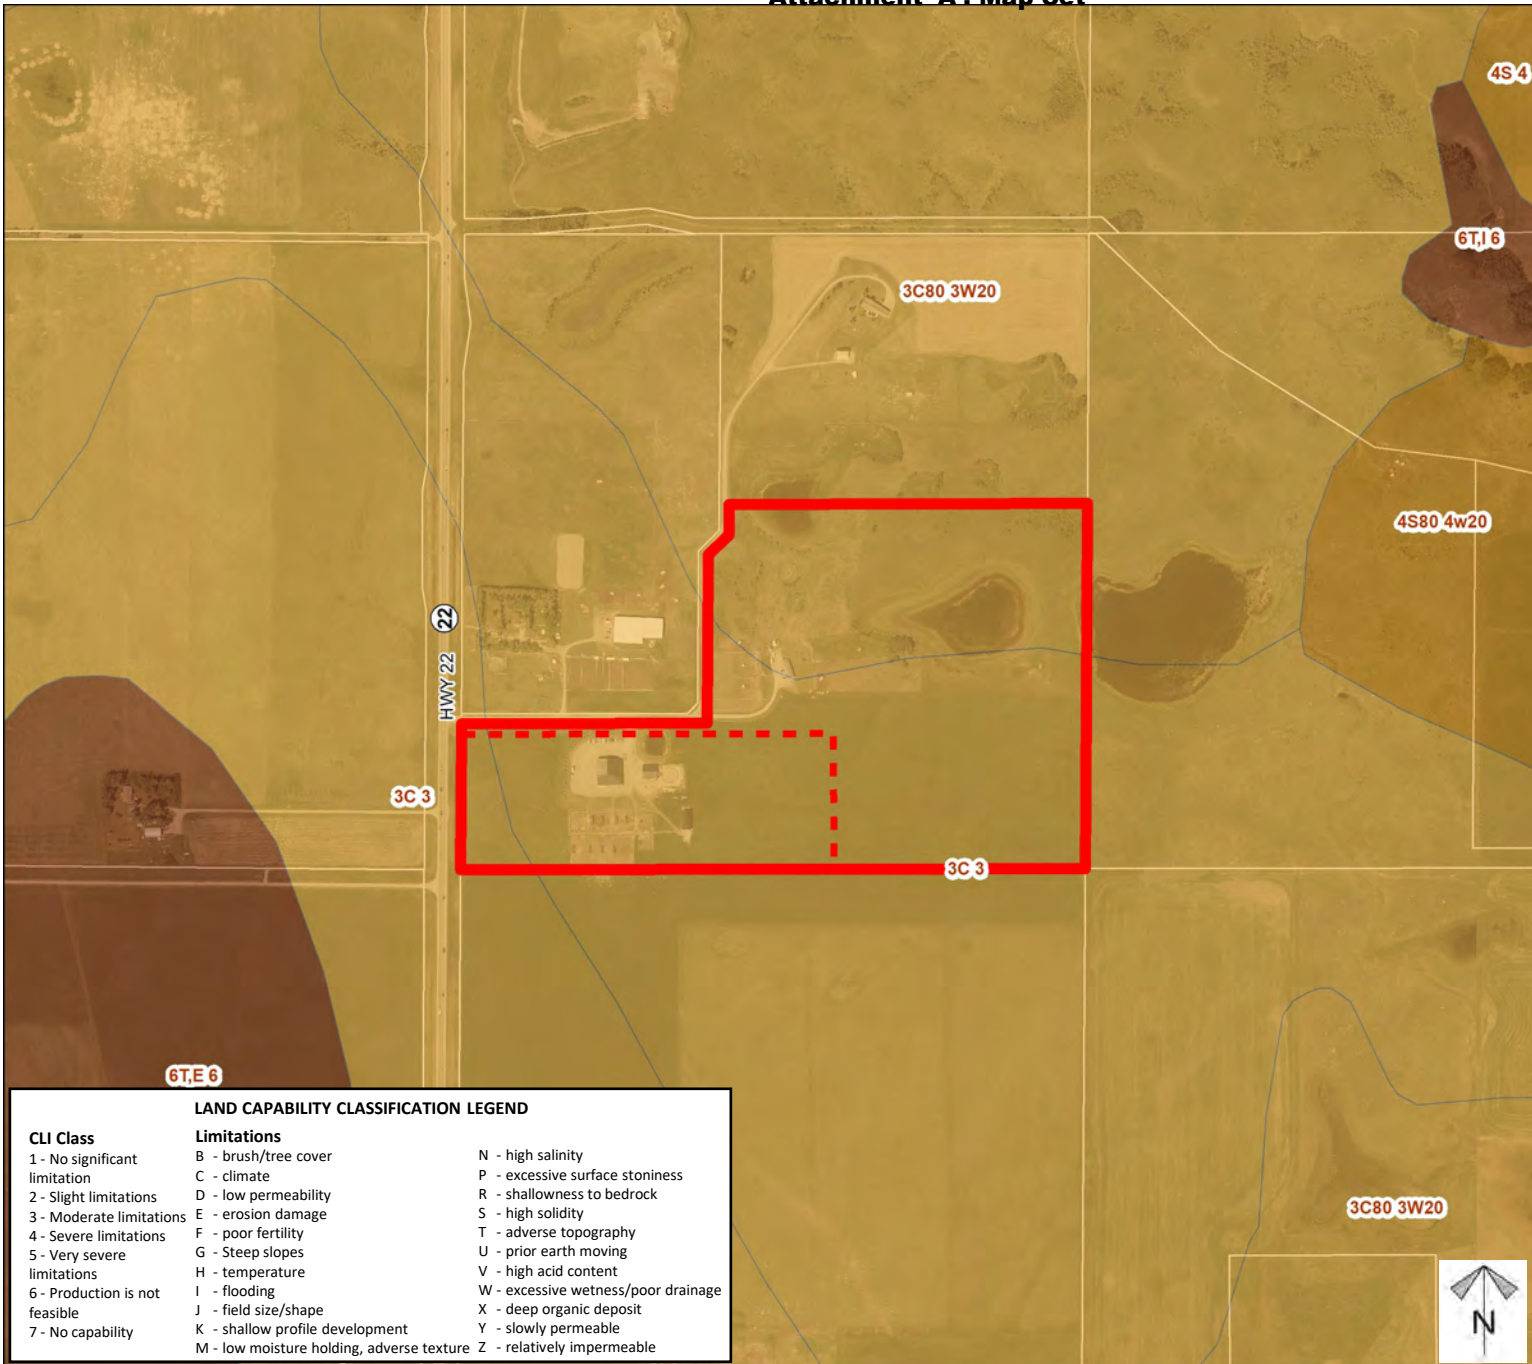 4S 4
6T,I 6
3C80 3W20
4S80 4w20
22
HWY 22
3C 3
3C 3
6T,E 6
3C80 3W20
LAND CAPABILITY CLASSIFICATION LEGEND
CLI Class
1 - No significant
limitation
2 - Slight limitations
3 - Moderate limitations
4 - Severe limitations
5 - Very severe
limitations
6 - Production is not
feasible
7 - No capability
Limitations
B - brush/tree cover
C - climate
D - low permeability
E - erosion damage
F - poor fertility
G - Steep slopes
H - temperature
I - flooding
J - field size/shape
K - shallow profile development
M - low moisture holding, adverse texture
N - high salinity
P - excessive surface stoniness
R - shallowness to bedrock
S - high solidity
T - adverse topography
U - prior earth moving
V - high acid content
W - excessive wetness/poor drainage
X - deep organic deposit
Y - slowly permeable
Z - relatively impermeable
N